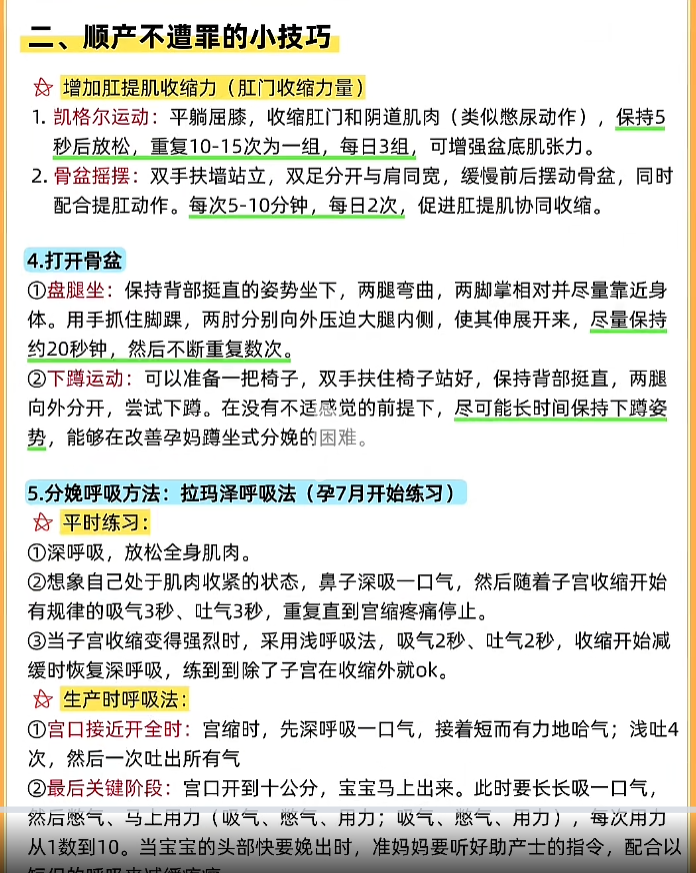 二、顺产不遭罪的小技巧
增加肛提肌收缩力（肛门收缩力量）
1. 凯格尔运动：平躺屈膝，收缩肛门和阴道肌肉（类似憋尿动作），保持5
秒后放松，重复10-15次为一组，每日3组，可增强盆底肌张力。
2. 骨盆摇摆：双手扶墙站立，双足分开与肩同宽，缓慢前后摆动骨盆，同时
配合提肛动作。每次5-10分钟，每日2次，促进肛提肌协同收缩。
4.打开骨盆
①盘腿坐：保持背部挺直的姿势坐下，两腿弯曲，两脚掌相对并尽量靠近身
体。用手抓住脚踝，两肘分别向外压迫大腿内侧，使其伸展开来，尽量保持
约20秒钟，然后不断重复数次。
②下蹲运动：可以准备一把椅子，双手扶住椅子站好，保持背部挺直，两腿
向外分开，尝试下蹲。在没有不适感觉的前提下，尽可能长时间保持下蹲姿
势，能够在改善孕妈蹲坐式分娩的困难。
5.分娩呼吸方法：拉玛泽呼吸法（孕7月开始练习）
平时练习：
①深呼吸，放松全身肌肉。
②想象自己处于肌肉收紧的状态，鼻子深吸一口气，然后随着子宫收缩开始
有规律的吸气3秒、吐气3秒，重复直到宫缩疼痛停止。
③当子宫收缩变得强烈时，采用浅呼吸法，吸气2秒、吐气2秒，收缩开始减
缓时恢复深呼吸，练到到除了子宫在收缩外就ok。
生产时呼吸法：
①宫口接近开全时：宫缩时，先深呼吸一口气，接着短而有力地哈气；浅吐4
次，然后一次吐出所有气
②最后关键阶段：宫口开到十公分，宝宝马上出来。此时要长长吸一口气，
然后憋气、马上用力（吸气、憋气、用力；吸气、憋气、用力），每次用力
从1数到10。当宝宝的头部快要娩出时，准妈妈要听好助产士的指令，配合以